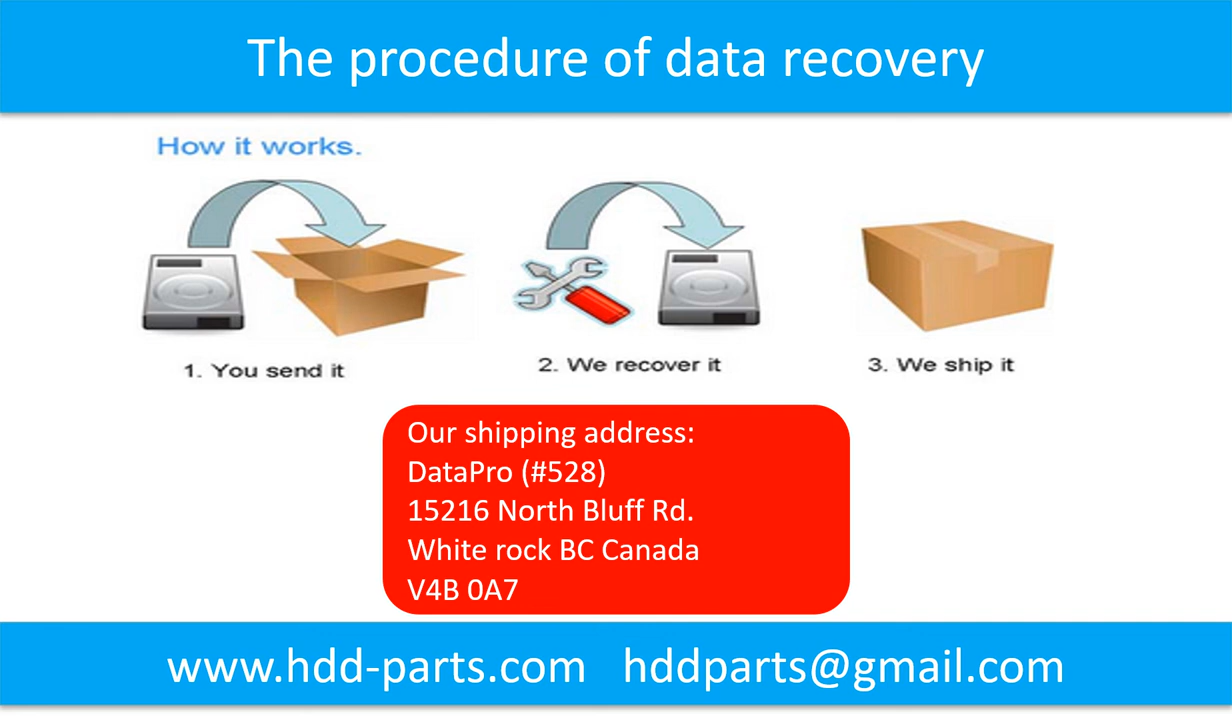 The procedure of data recovery
How it works.
1. You send it
2. We recover it
3. We ship it
Our shipping address:
DataPro (#528)
15216 North Bluff Rd.
White rock BC Canada
V4B 0A7
www.hdd-parts.com hddparts@gmail.com